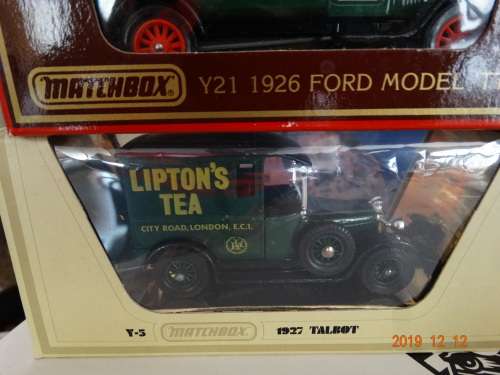 MATCHBOX
Y21 1926 FORD MODEL T
LIPTON'S
TEA
CITY ROAD, LONDON, E.C.1.
Y-5 MATCHBOX 1927 TALBOT
2019 12 12